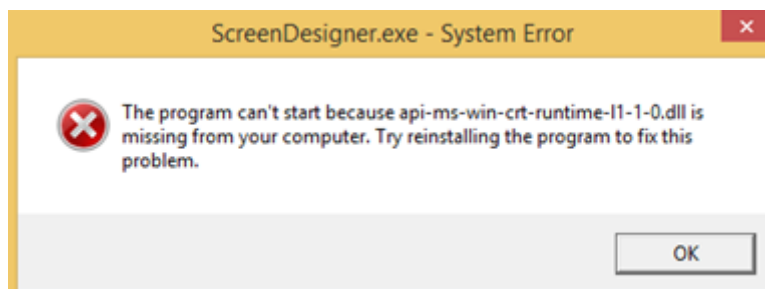 ScreenDesigner.exe - System Error
The program can't start because api-ms-win-crt-runtime-l1-1-0.dll is
missing from your computer. Try reinstalling the program to fix this
problem.
OK